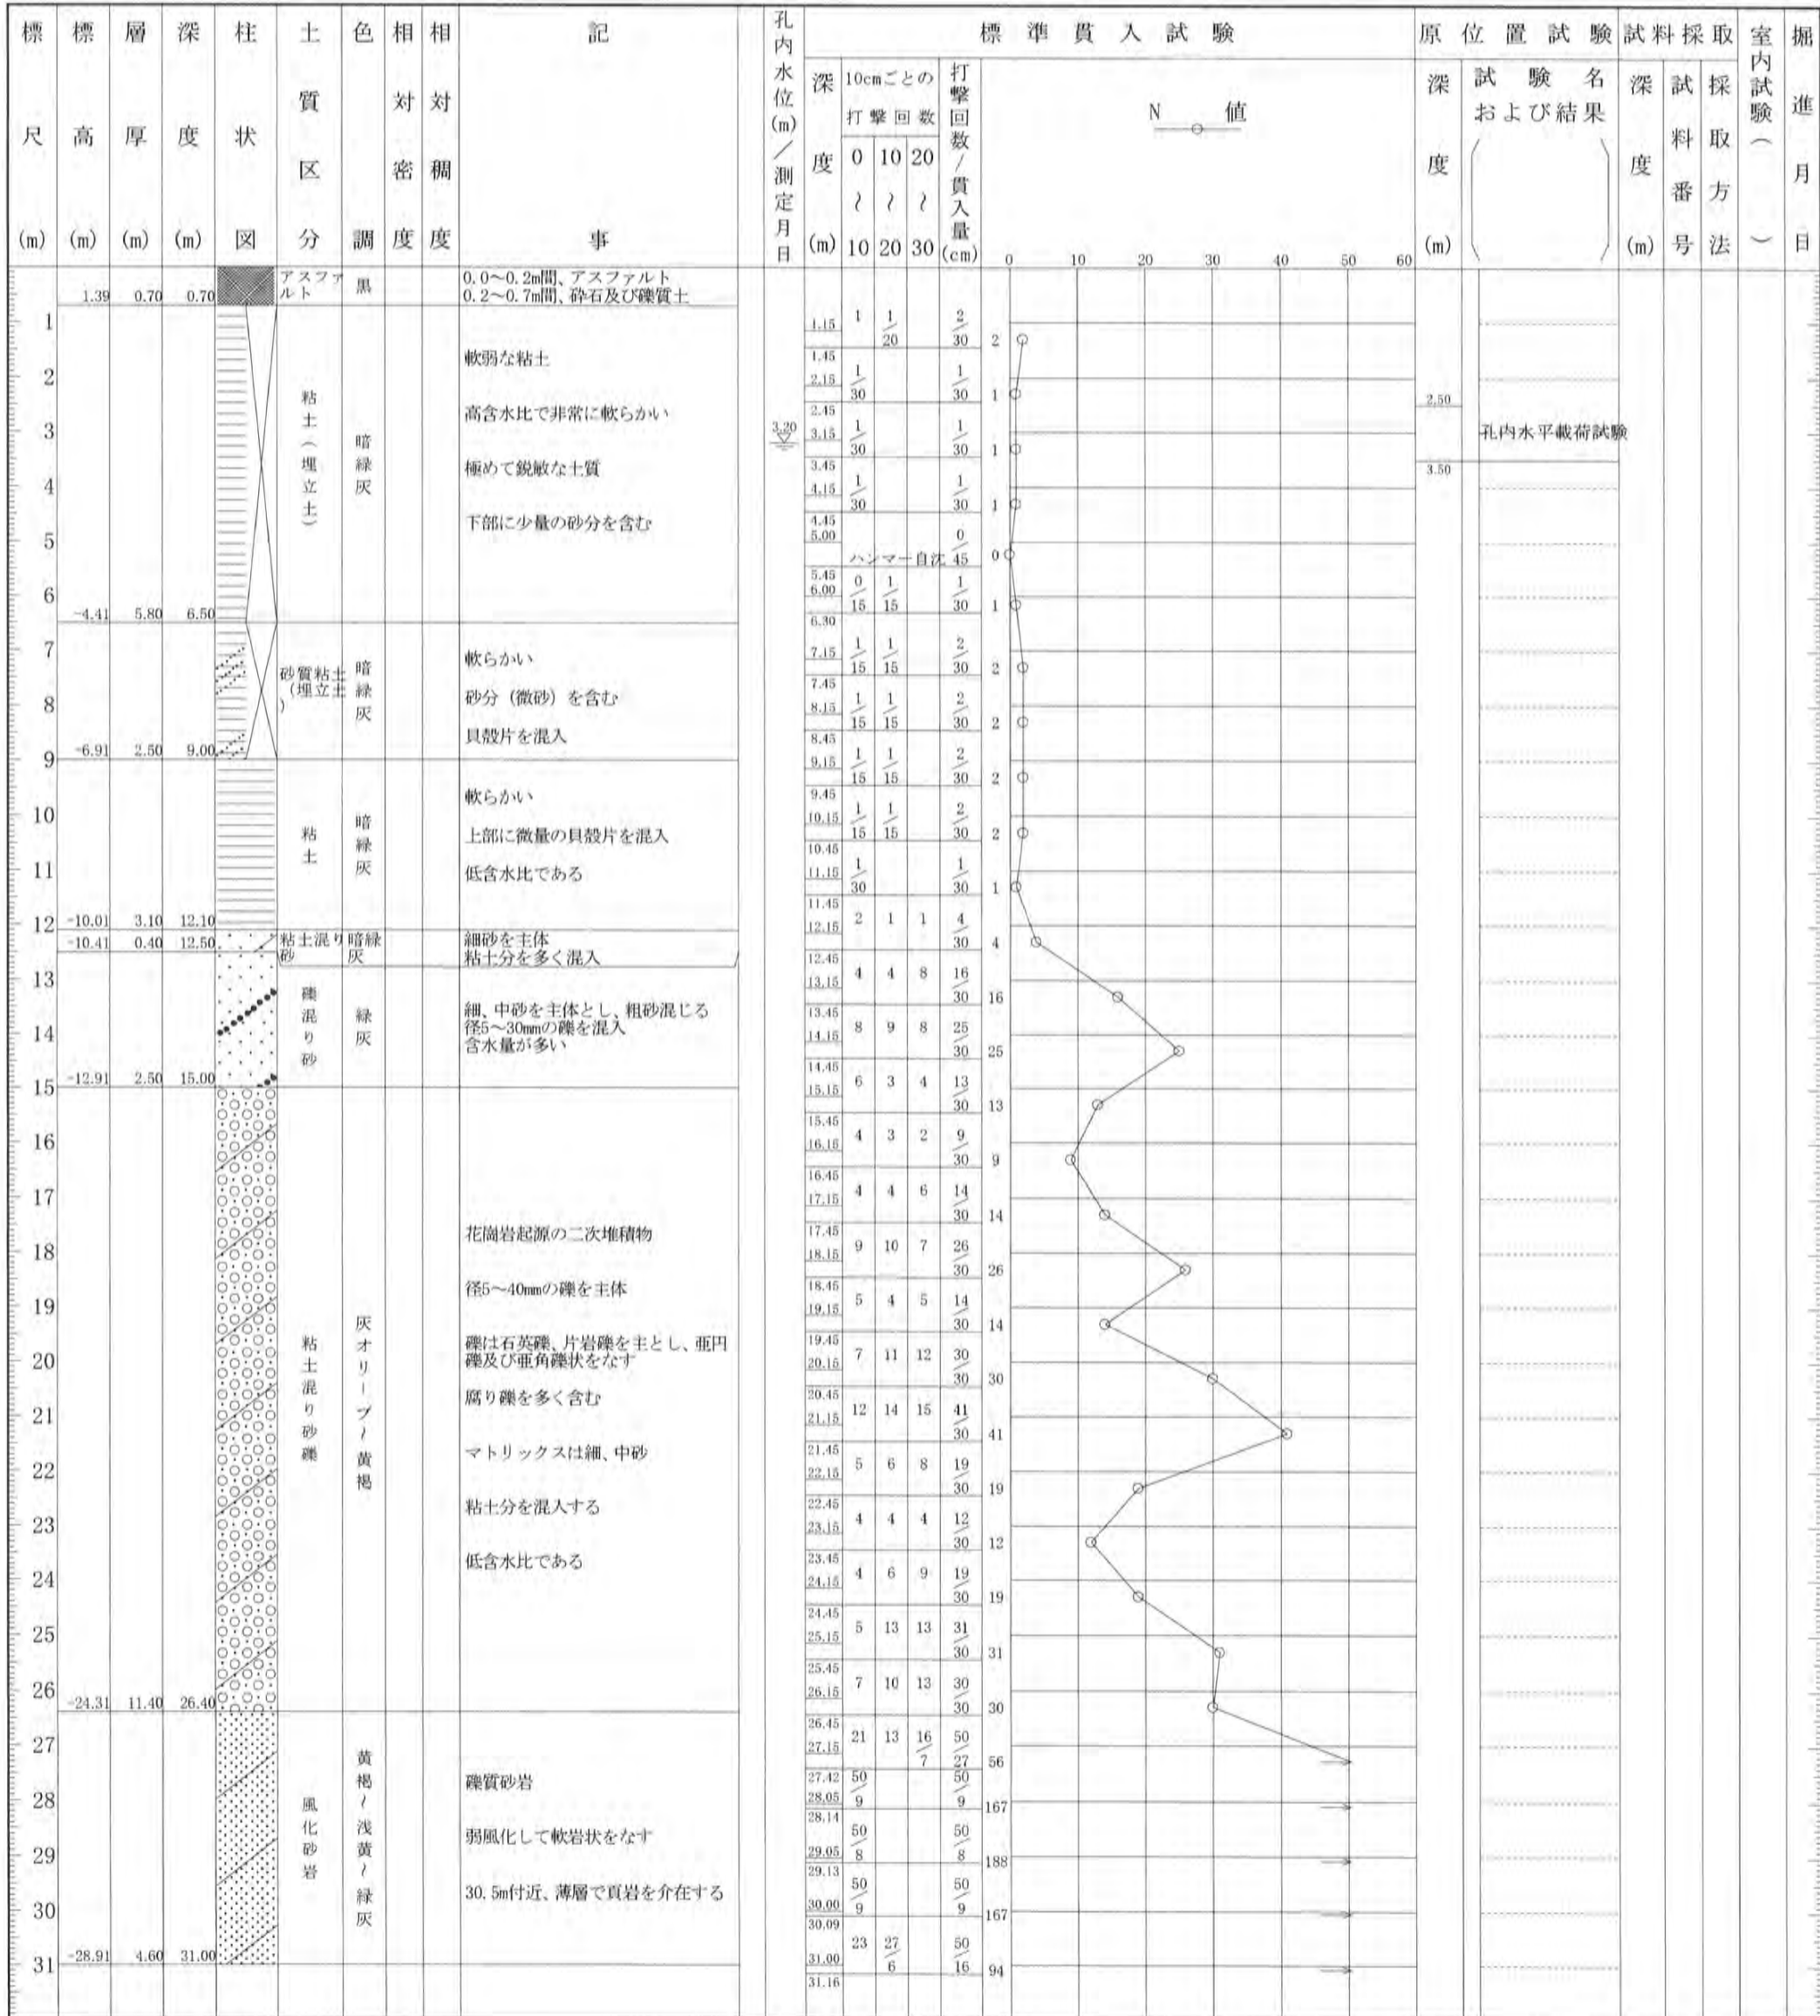 標尺(m) 標高(m) 層厚(m) 深度(m) 柱状図 土質区分 色調 相対密度 相対稠度 記事 孔内水位(m)/測定月日 標準貫入試験 原位置試験 試料採取 室内試験( ) 掘進月日
深度(m) 10cmごとの打撃回数 打撃回数/貫入量(cm) N値 深度(m) 試験名および結果 深度(m) 試料番号 採取方法
0〜10 10〜20 20〜30
0 10 20 30 40 50 60
1.39 0.70 0.70 アスファルト 黒
0.0〜0.2m間、アスファルト
0.2〜0.7m間、砕石及び礫質土
-4.41 5.80 6.50 粘土(埋立土) 暗緑灰
軟弱な粘土
高含水比で非常に軟らかい
極めて鋭敏な土質
下部に少量の砂分を含む
-6.91 2.50 9.00 砂質粘土(埋立土) 暗緑灰
軟らかい
砂分(微砂)を含む
貝殻片を混入
-10.01 3.10 12.10 粘土 暗緑灰
軟らかい
上部に微量の貝殻片を混入
低含水比である
-10.41 0.40 12.50 粘土混り砂 暗緑灰
細砂を主体
粘土分を多く混入
-12.91 2.50 15.00 礫混り砂 緑灰
細、中砂を主体とし、粗砂混じる
径5〜30mmの礫を混入
含水量が多い
-24.31 11.40 26.40 粘土混り砂礫 灰オリーブ〜黄褐
花崗岩起源の二次堆積物
径5〜40mmの礫を主体
礫は石英礫、片岩礫を主とし、亜円
礫及び亜角礫状をなす
腐り礫を多く含む
マトリックスは細、中砂
粘土分を混入する
低含水比である
-28.91 4.60 31.00 風化砂岩 黄褐〜浅黄〜緑灰
礫質砂岩
弱風化して軟岩状をなす
30.5m付近、薄層で頁岩を介在する
1
2
3
4
5
6
7
8
9
10
11
12
13
14
15
16
17
18
19
20
21
22
23
24
25
26
27
28
29
30
31
3.20
1.15 1 1/20 2/30 2
1.45
2.15 1/30 1/30 1
2.45
3.15 1/30 1/30 1
3.45
4.15 1/30 1/30 1
4.45
5.00 ハンマー自沈 0/45 0
5.45
6.00 0/15 1/15 1/30 1
6.30
7.15 1/15 1/15 2/30 2
7.45
8.15 1/15 1/15 2/30 2
8.45
9.15 1/15 1/15 2/30 2
9.45
10.15 1/15 1/15 2/30 2
10.45
11.15 1/30 1/30 1
11.45
12.15 2 1 1 4/30 4
12.45
13.15 4 4 8 16/30 16
13.45
14.15 8 9 8 25/30 25
14.45
15.15 6 3 4 13/30 13
15.45
16.15 4 3 2 9/30 9
16.45
17.15 4 4 6 14/30 14
17.45
18.15 9 10 7 26/30 26
18.45
19.15 5 4 5 14/30 14
19.45
20.15 7 11 12 30/30 30
20.45
21.15 12 14 15 41/30 41
21.45
22.15 5 6 8 19/30 19
22.45
23.15 4 4 4 12/30 12
23.45
24.15 4 6 9 19/30 19
24.45
25.15 5 13 13 31/30 31
25.45
26.15 7 10 13 30/30 30
26.45
27.15 21 13 16/7 50/27 56
27.42
28.05 50/9 50/9 167
28.14
29.05 50/8 50/8 188
29.13
30.00 50/9 50/9 167
30.09
31.00 23 27/6 50/16 94
31.16
2.50
孔内水平載荷試験
3.50